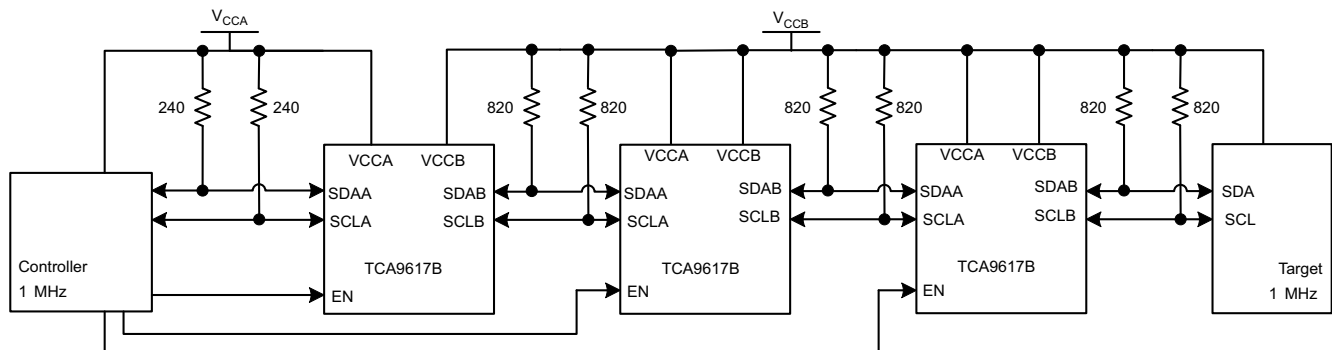 VCCA
VCCB
240
240
820
820
820
820
820
820
VCCA
VCCB
VCCA
VCCB
VCCA
VCCB
SDAA
SDAB
SDAA
SDAB
SDAA
SDAB
SDA
SCLA
SCLB
SCLA
SCLB
SCLA
SCLB
SCL
Controller
1 MHz
TCA9617B
TCA9617B
TCA9617B
Target
1 MHz
EN
EN
EN